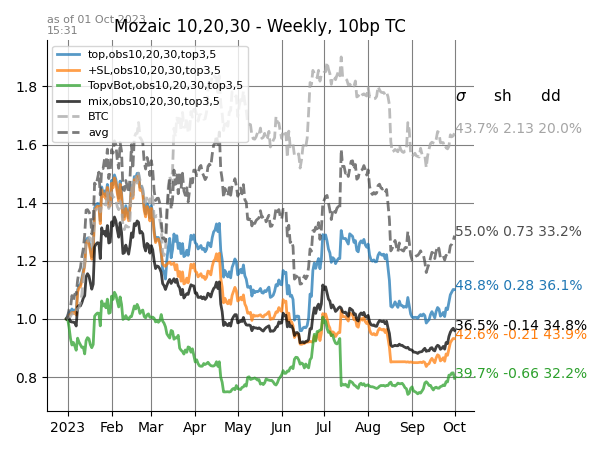 as of 01 Oct 2023
15:31
Mozaic 10,20,30 - Weekly, 10bp TC
top,obs10,20,30,top3,5
+SL,obs10,20,30,top3,5
TopvBot,obs10,20,30,top3,5
mix,obs10,20,30,top3,5
BTC
avg
σ sh dd
43.7% 2.13 20.0%
55.0% 0.73 33.2%
48.8% 0.28 36.1%
36.5% -0.14 34.8%
42.6% -0.21 43.9%
39.7% -0.66 32.2%
1.8
1.6
1.4
1.2
1.0
0.8
2023 Feb Mar Apr May Jun Jul Aug Sep Oct